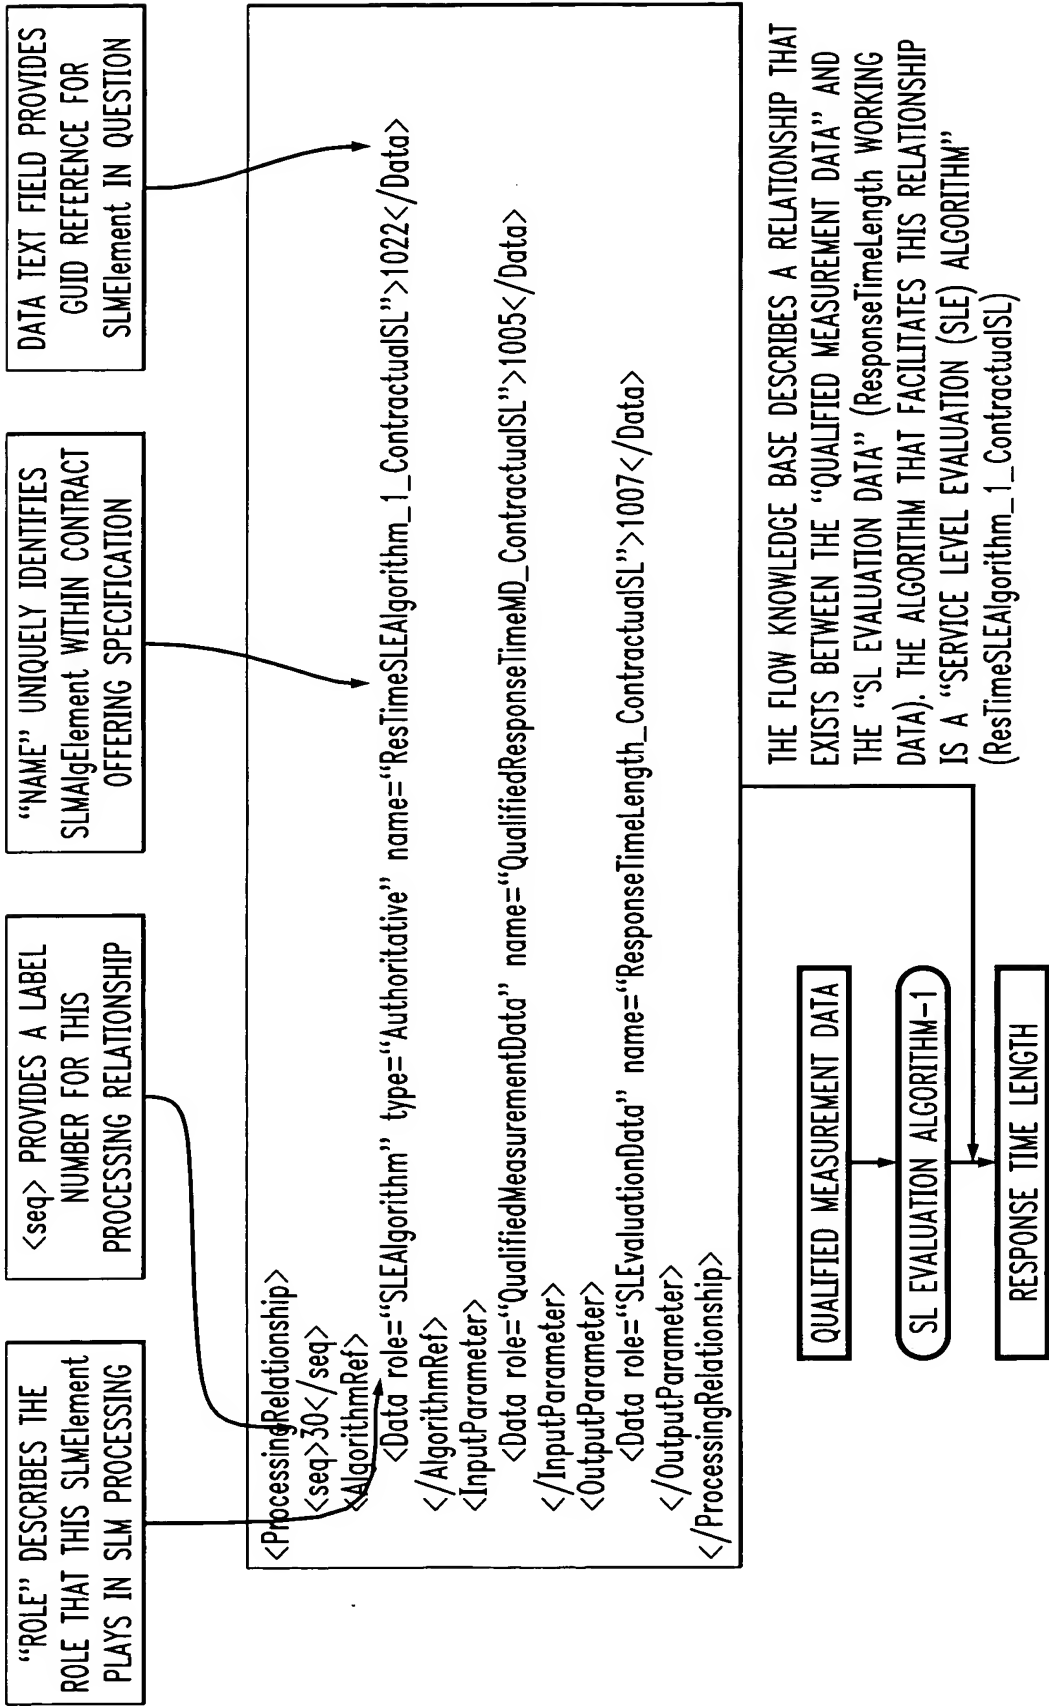 “ROLE” DESCRIBES THE
ROLE THAT THIS SLMElement
PLAYS IN SLM PROCESSING
<seq> PROVIDES A LABEL
NUMBER FOR THIS
PROCESSING RELATIONSHIP
“NAME” UNIQUELY IDENTIFIES
SLMAlgElement WITHIN CONTRACT
OFFERING SPECIFICATION
DATA TEXT FIELD PROVIDES
GUID REFERENCE FOR
SLMElement IN QUESTION
<ProcessingRelationship>
<seq>30</seq>
<AlgorithmRef>
<Data role=“SLEAlgorithm” type=“Authoritative” name=“ResTimeSLEAlgorithm_1_ContractualSL”>1022</Data>
</AlgorithmRef>
<InputParameter>
<Data role=“QualifiedMeasurementData” name=“QualifiedResponseTimeMD_ContractualSL”>1005</Data>
</InputParameter>
<OutputParameter>
<Data role=“SLEvaluationData” name=“ResponseTimeLength_ContractualSL”>1007</Data>
</OutputParameter>
</ProcessingRelationship>
QUALIFIED MEASUREMENT DATA
SL EVALUATION ALGORITHM-1
RESPONSE TIME LENGTH
THE FLOW KNOWLEDGE BASE DESCRIBES A RELATIONSHIP THAT
EXISTS BETWEEN THE “QUALIFIED MEASUREMENT DATA” AND
THE “SL EVALUATION DATA” (ResponseTimeLength WORKING
DATA). THE ALGORITHM THAT FACILITATES THIS RELATIONSHIP
IS A “SERVICE LEVEL EVALUATION (SLE) ALGORITHM”
(ResTimeSLEAlgorithm_1_ContractualSL)